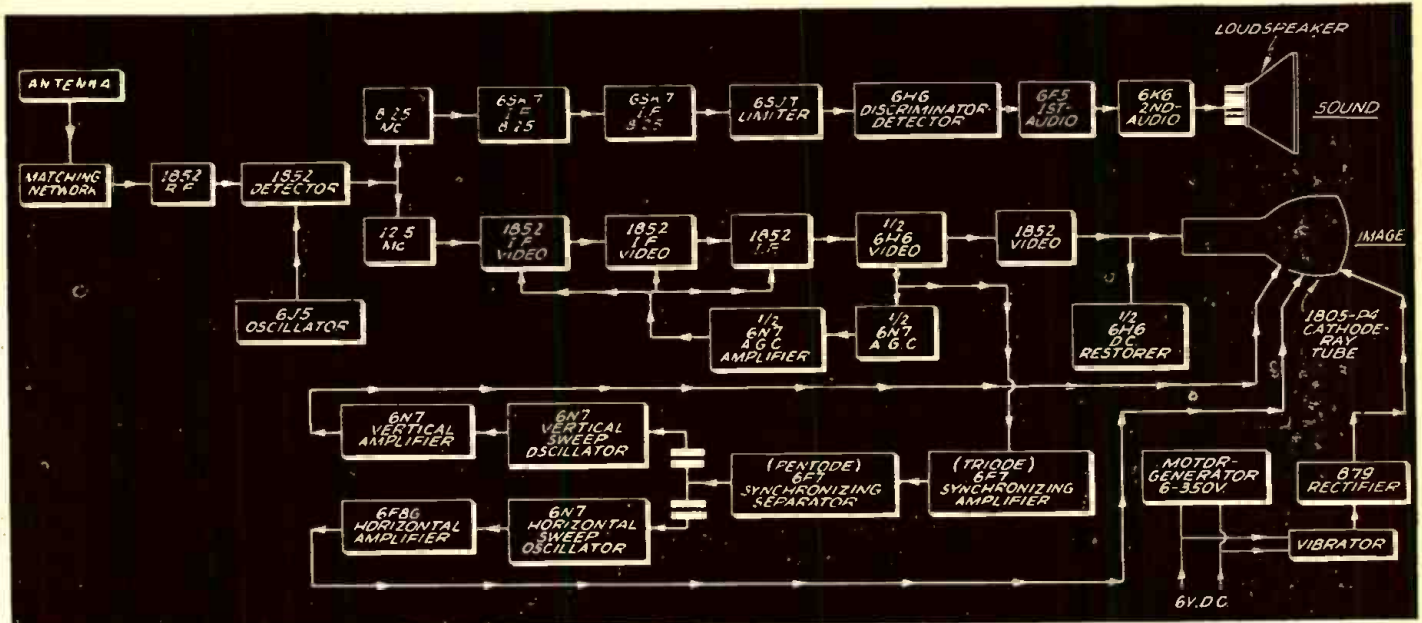 LOUDSPEAKER
SOUND
ANTENNA
8.25
MC
6SK7
I.F
8.25
6SK7
I.F
8.25
6SJ7
LIMITER
6H6
DISCRIMINATOR-
DETECTOR
6F5
1ST-
AUDIO
6K6
2ND-
AUDIO
MATCHING
NETWORK
1852
R.F
1852
DETECTOR
12.5
MC
1852
I.F
VIDEO
1852
I.F
VIDEO
1852
I.F.
1/2
6H6
VIDEO
1852
VIDEO
IMAGE
6J5
OSCILLATOR
1/2
6N7
A.G.C
AMPLIFIER
1/2
6N7
A.G.C
1/2
6H6
D.C.
RESTORER
1805-P4
CATHODE-
RAY
TUBE
6N7
VERTICAL
AMPLIFIER
6N7
VERTICAL
SWEEP
OSCILLATOR
(PENTODE)
6F7
SYNCHRONIZING
SEPARATOR
(TRIODE)
6F7
SYNCHRONIZING
AMPLIFIER
MOTOR-
GENERATOR
6-350V.
879
RECTIFIER
6F8G
HORIZONTAL
AMPLIFIER
6N7
HORIZONTAL
SWEEP
OSCILLATOR
VIBRATOR
6V.D.C.